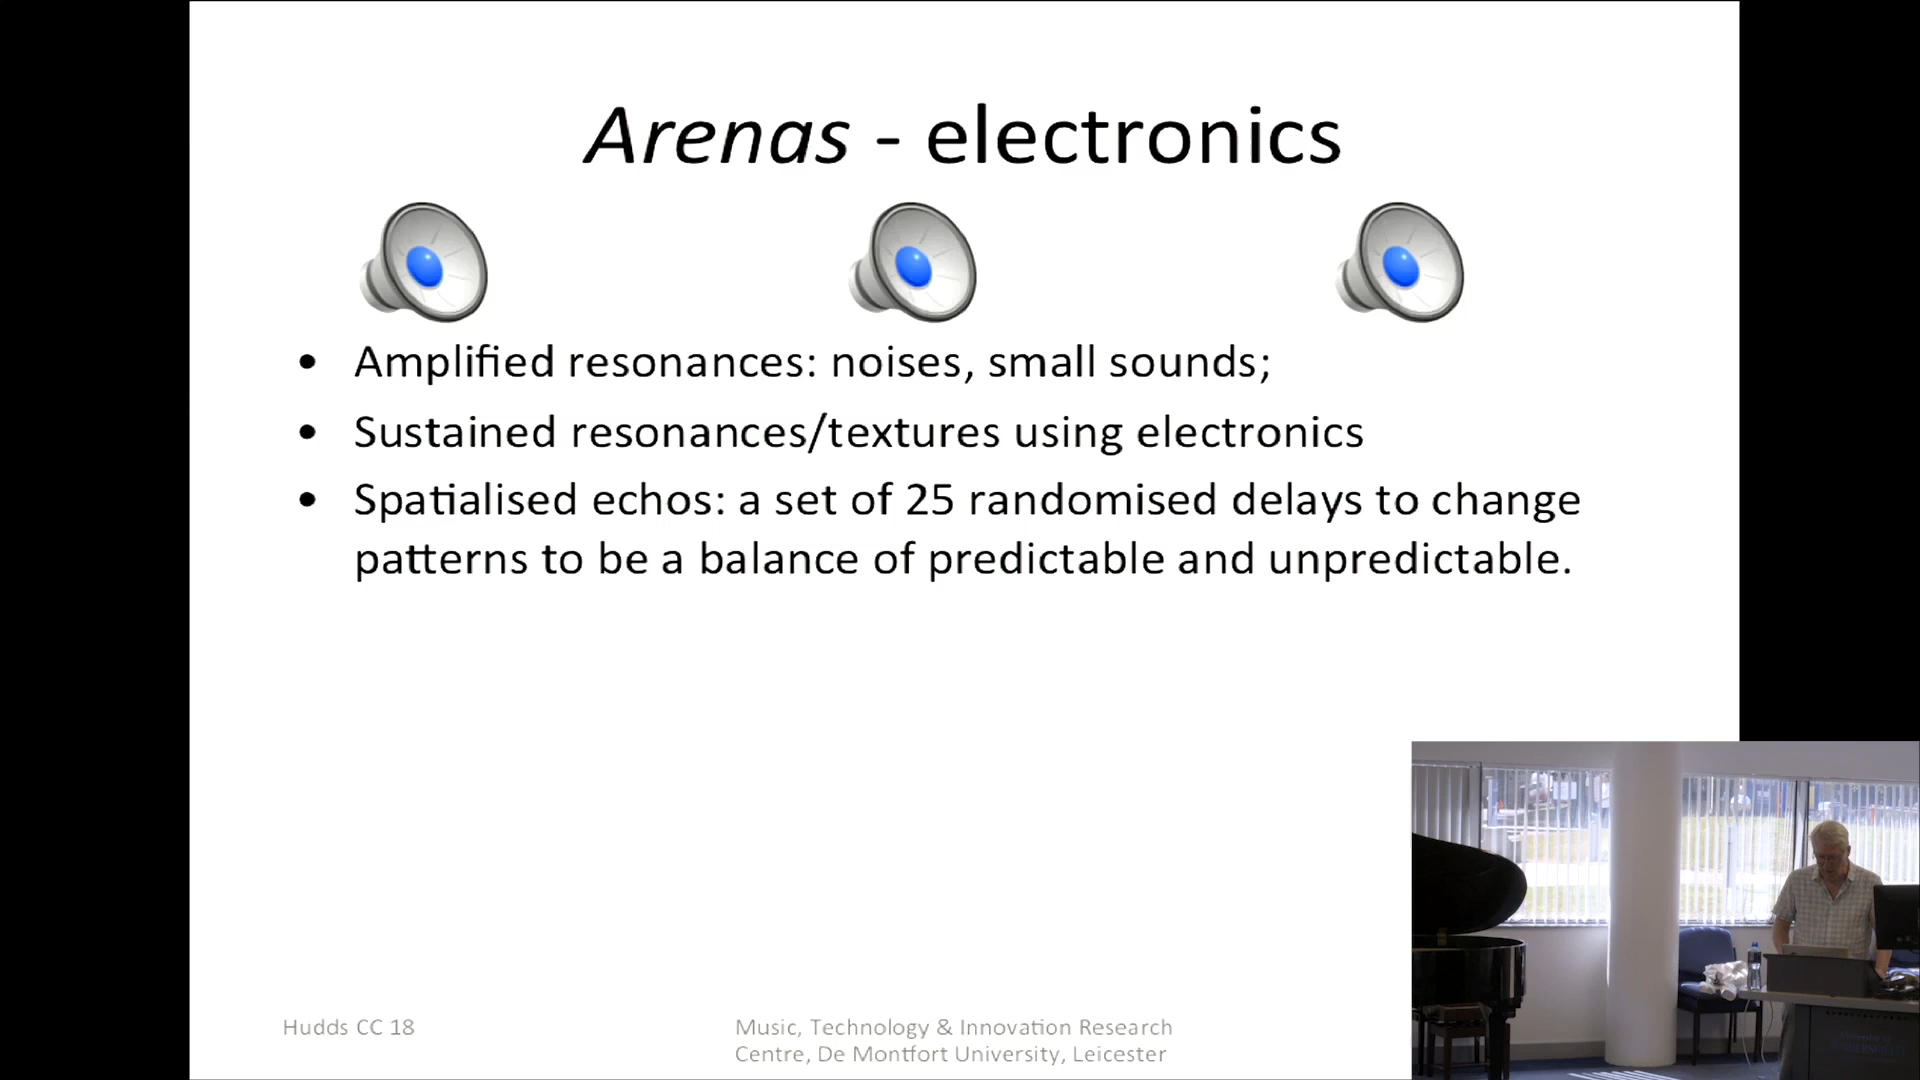 Arenas - electronics
• Amplified resonances: noises, small sounds;
• Sustained resonances/textures using electronics
• Spatialised echos: a set of 25 randomised delays to change
patterns to be a balance of predictable and unpredictable.
Hudds CC 18
Music, Technology & Innovation Research
Centre, De Montfort University, Leicester